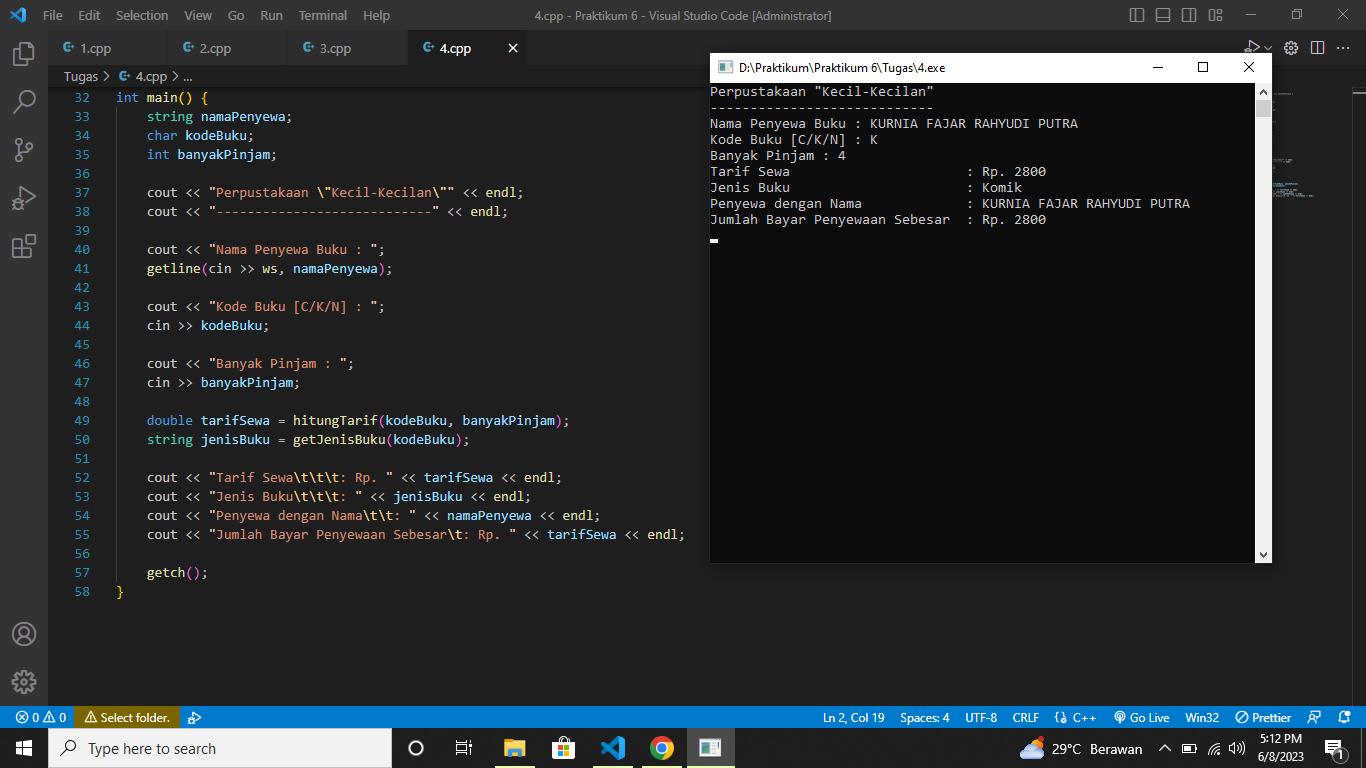 File Edit Selection View Go Run Terminal Help 4.cpp - Praktikum 6 - Visual Studio Code [Administrator]
1.cpp 2.cpp 3.cpp 4.cpp
Tugas > 4.cpp > ...
32 int main() {
33 string namaPenyewa;
34 char kodeBuku;
35 int banyakPinjam;
36
37 cout << "Perpustakaan \"Kecil-Kecilan\"" << endl;
38 cout << "----------------------------" << endl;
39
40 cout << "Nama Penyewa Buku : ";
41 getline(cin >> ws, namaPenyewa);
42
43 cout << "Kode Buku [C/K/N] : ";
44 cin >> kodeBuku;
45
46 cout << "Banyak Pinjam : ";
47 cin >> banyakPinjam;
48
49 double tarifSewa = hitungTarif(kodeBuku, banyakPinjam);
50 string jenisBuku = getJenisBuku(kodeBuku);
51
52 cout << "Tarif Sewa\t\t\t: Rp. " << tarifSewa << endl;
53 cout << "Jenis Buku\t\t\t: " << jenisBuku << endl;
54 cout << "Penyewa dengan Nama\t\t: " << namaPenyewa << endl;
55 cout << "Jumlah Bayar Penyewaan Sebesar\t: Rp. " << tarifSewa << endl;
56
57 getch();
58 }
D:\Praktikum\Praktikum 6\Tugas\4.exe
Perpustakaan "Kecil-Kecilan"
----------------------------
Nama Penyewa Buku : KURNIA FAJAR RAHYUDI PUTRA
Kode Buku [C/K/N] : K
Banyak Pinjam : 4
Tarif Sewa : Rp. 2800
Jenis Buku : Komik
Penyewa dengan Nama : KURNIA FAJAR RAHYUDI PUTRA
Jumlah Bayar Penyewaan Sebesar : Rp. 2800
0 0 Select folder. Ln 2, Col 19 Spaces: 4 UTF-8 CRLF {} C++ Go Live Win32 Prettier
Type here to search 29°C Berawan 5:12 PM
6/8/2023 1